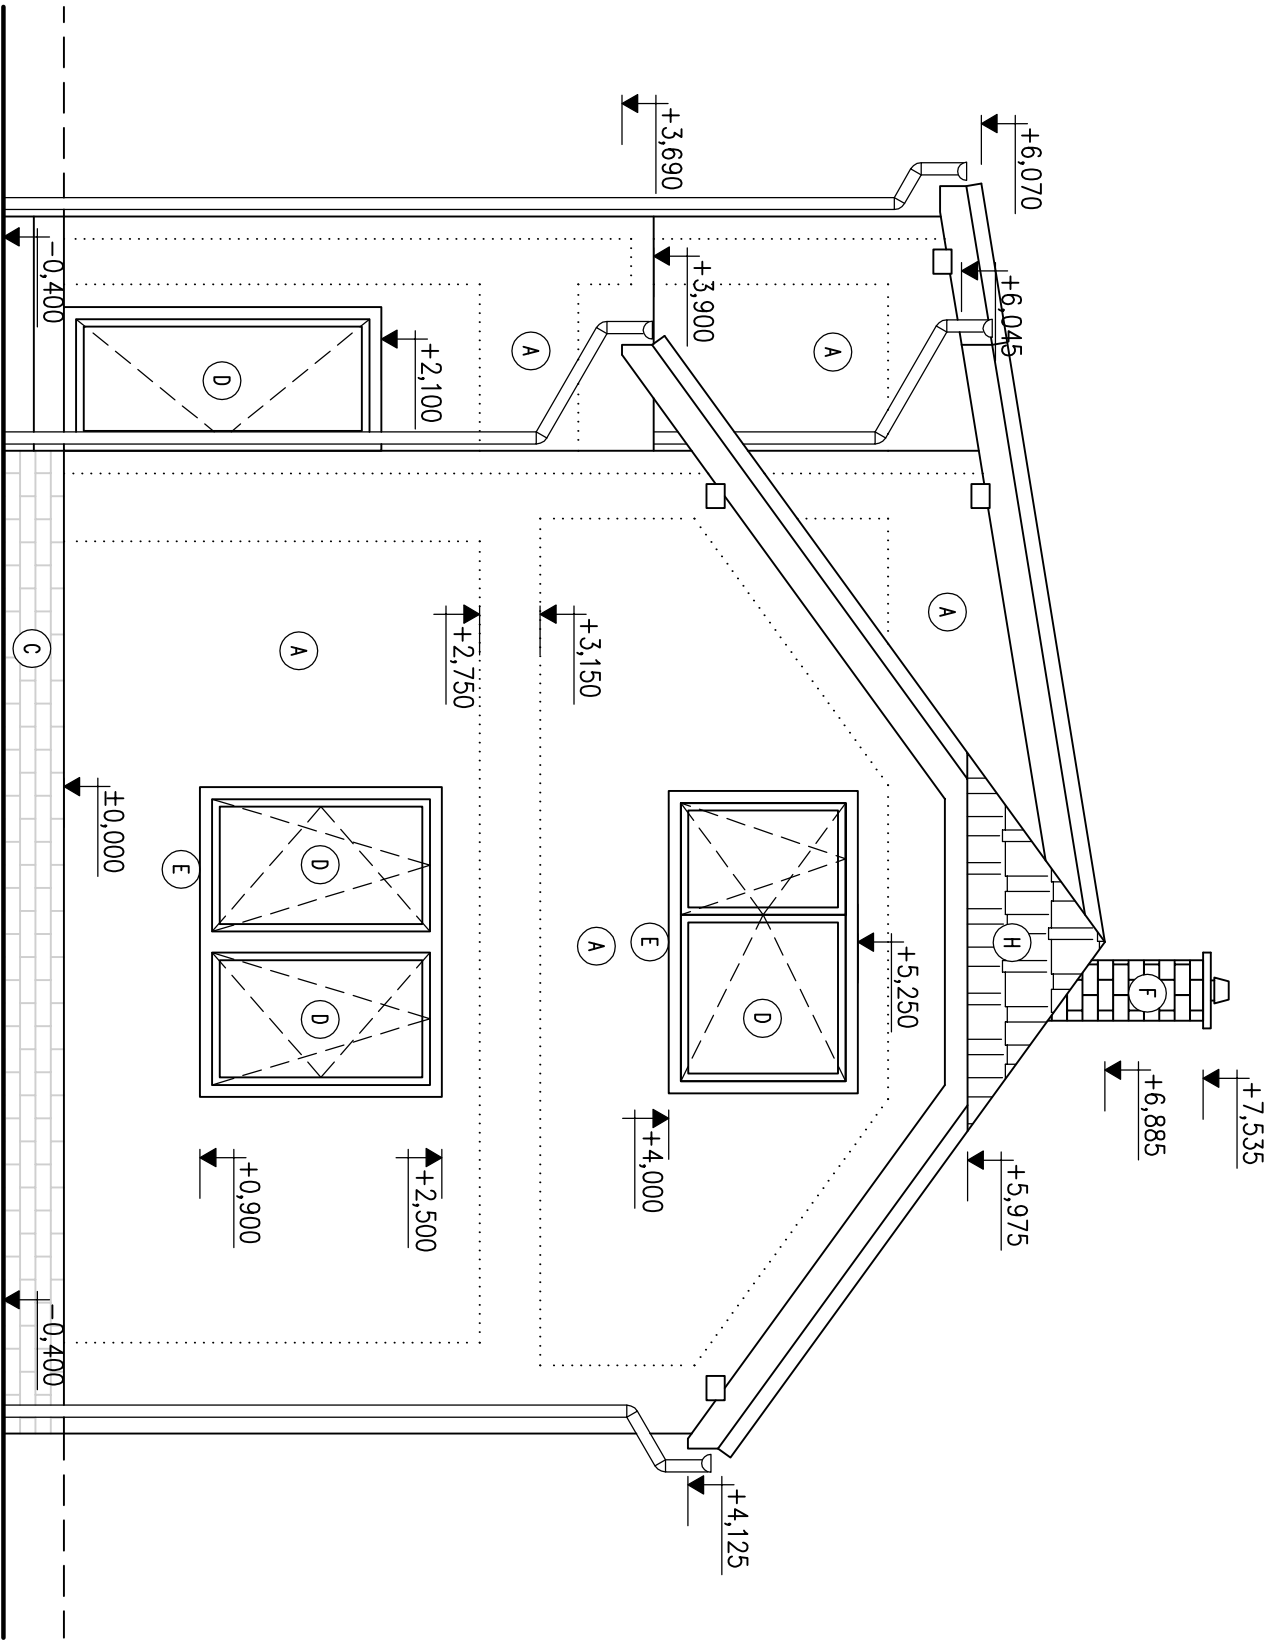 +7,535
+6,885
+6,070
+6,045
+5,975
F
H
A
+5,250
+3,900
A
D
+4,125
+3,690
E
+4,000
A
A
+3,150
+2,750
+2,100
+2,500
D
D
D
A
+0,900
E
±0,000
-0,400
C
-0,400